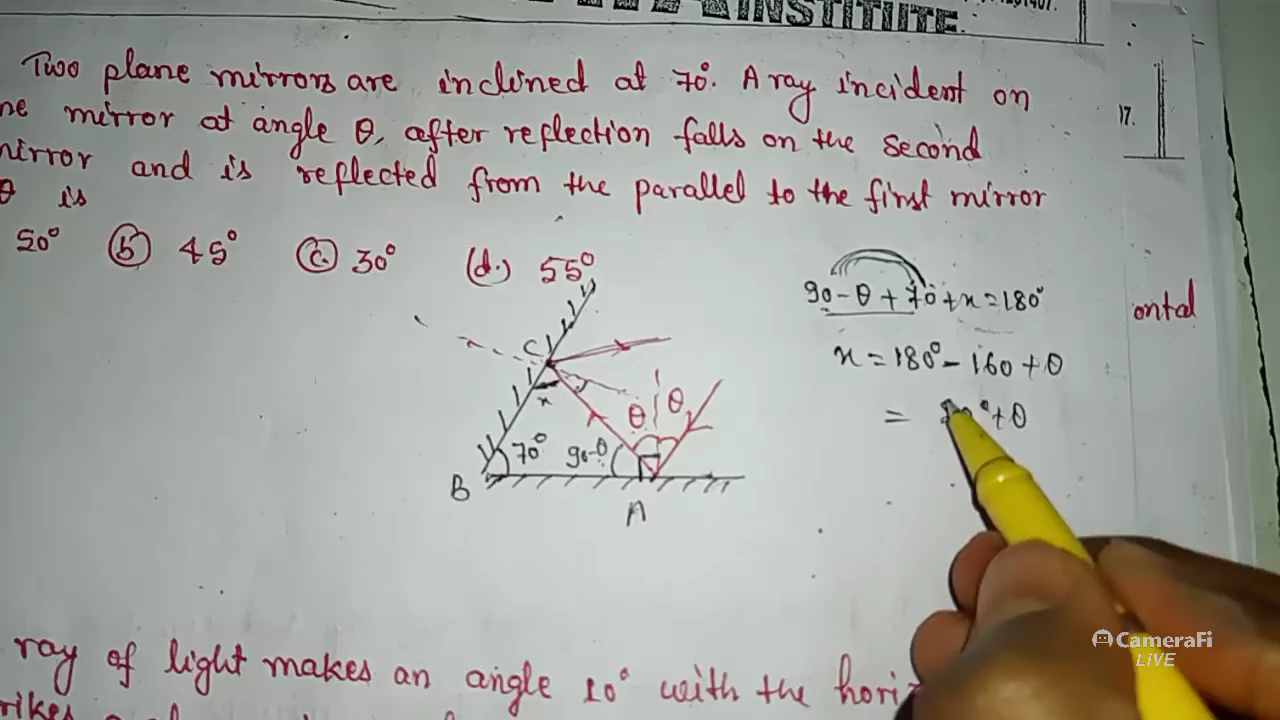 INSTITIUTE.
Two plane mirrors are inclined at 70°. A ray incident on
ne mirror at angle θ, after reflection falls on the second
mirror and is reflected from the parallel to the first mirror
θ is
50° (b) 45° (c) 30° (d.) 55°
17.
ontal
90-θ+70+x=180°
x=180°-160+θ
= +θ
C
x
θ θ
70° 90-θ
B
A
ray of light makes an angle 10° with the hori
CameraFi
LIVE